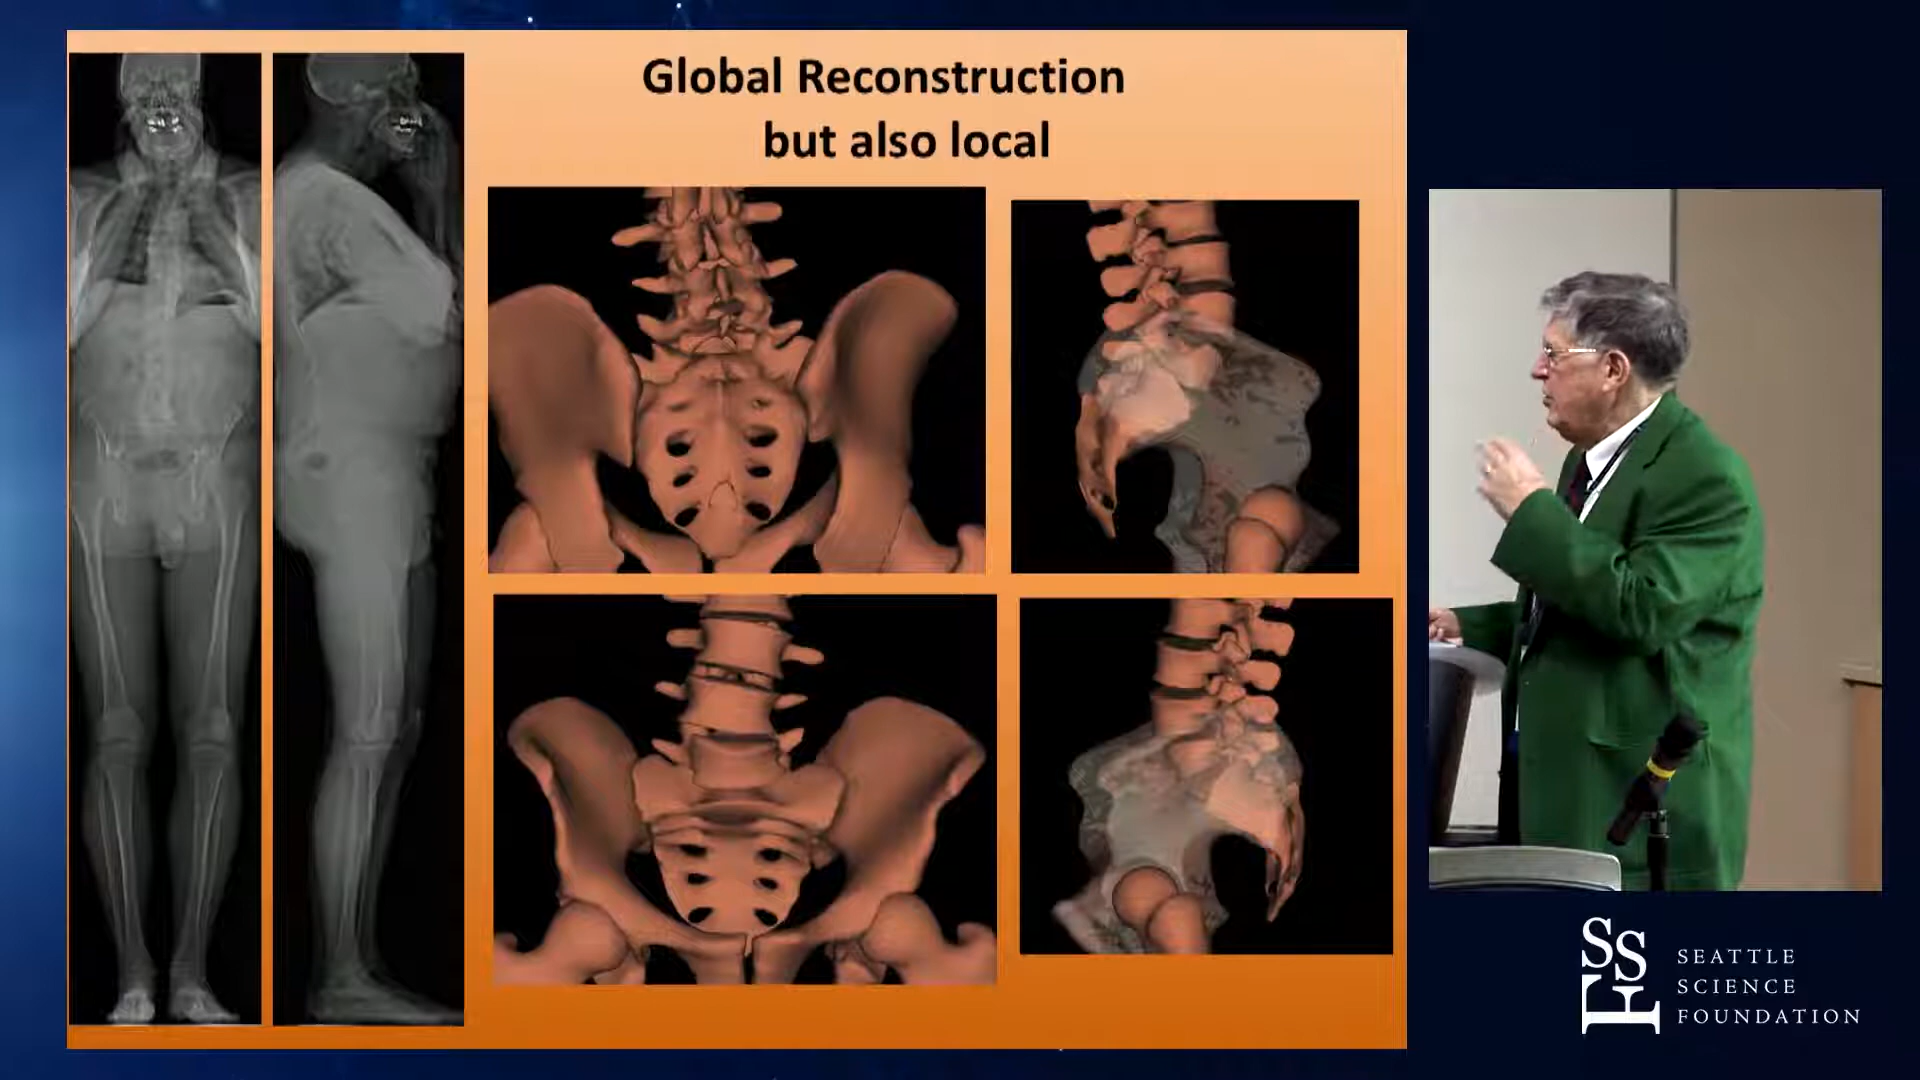 Global Reconstruction
but also local
SSF
SEATTLE
SCIENCE
FOUNDATION